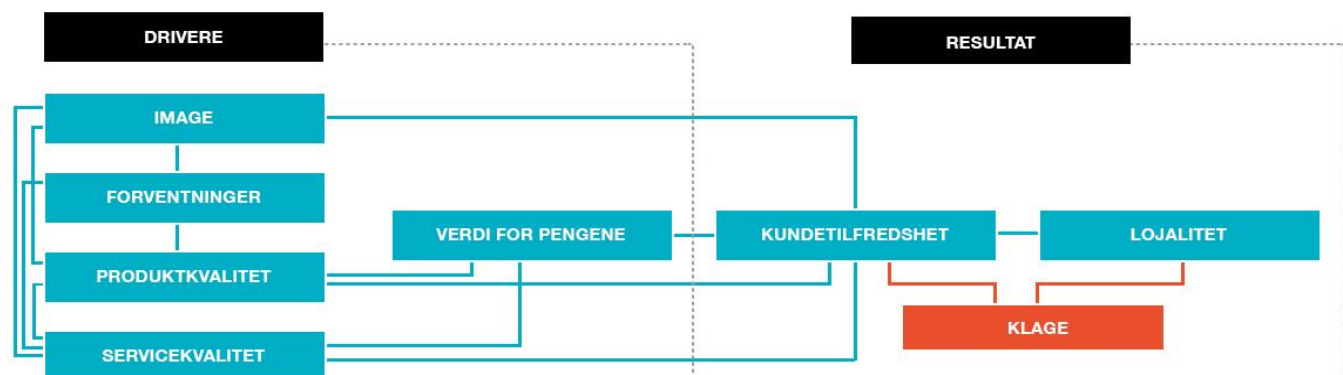 DRIVERE
RESULTAT
IMAGE
FORVENTNINGER
VERDI FOR PENGENE
KUNDETILFREDSHET
LOJALITET
PRODUKTKVALITET
KLAGE
SERVICEKVALITET